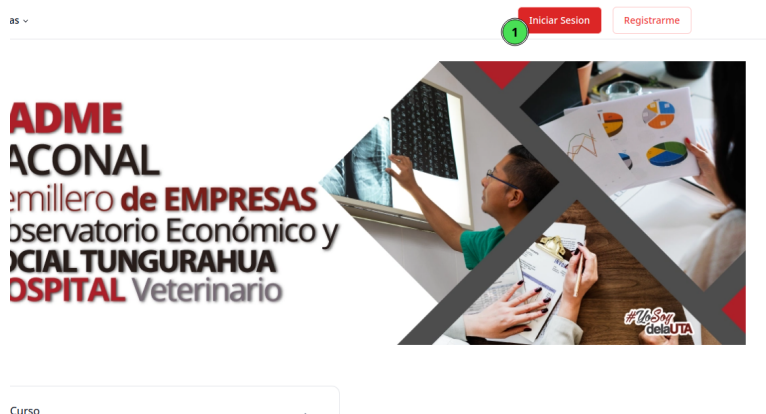 as
Iniciar Sesion
Registrarme
1
ADME
ACONAL
emillero de EMPRESAS
bservatorio Económico y
OCIAL TUNGURAHUA
OSPITAL Veterinario
#YoSoy
delaUTA
Curso